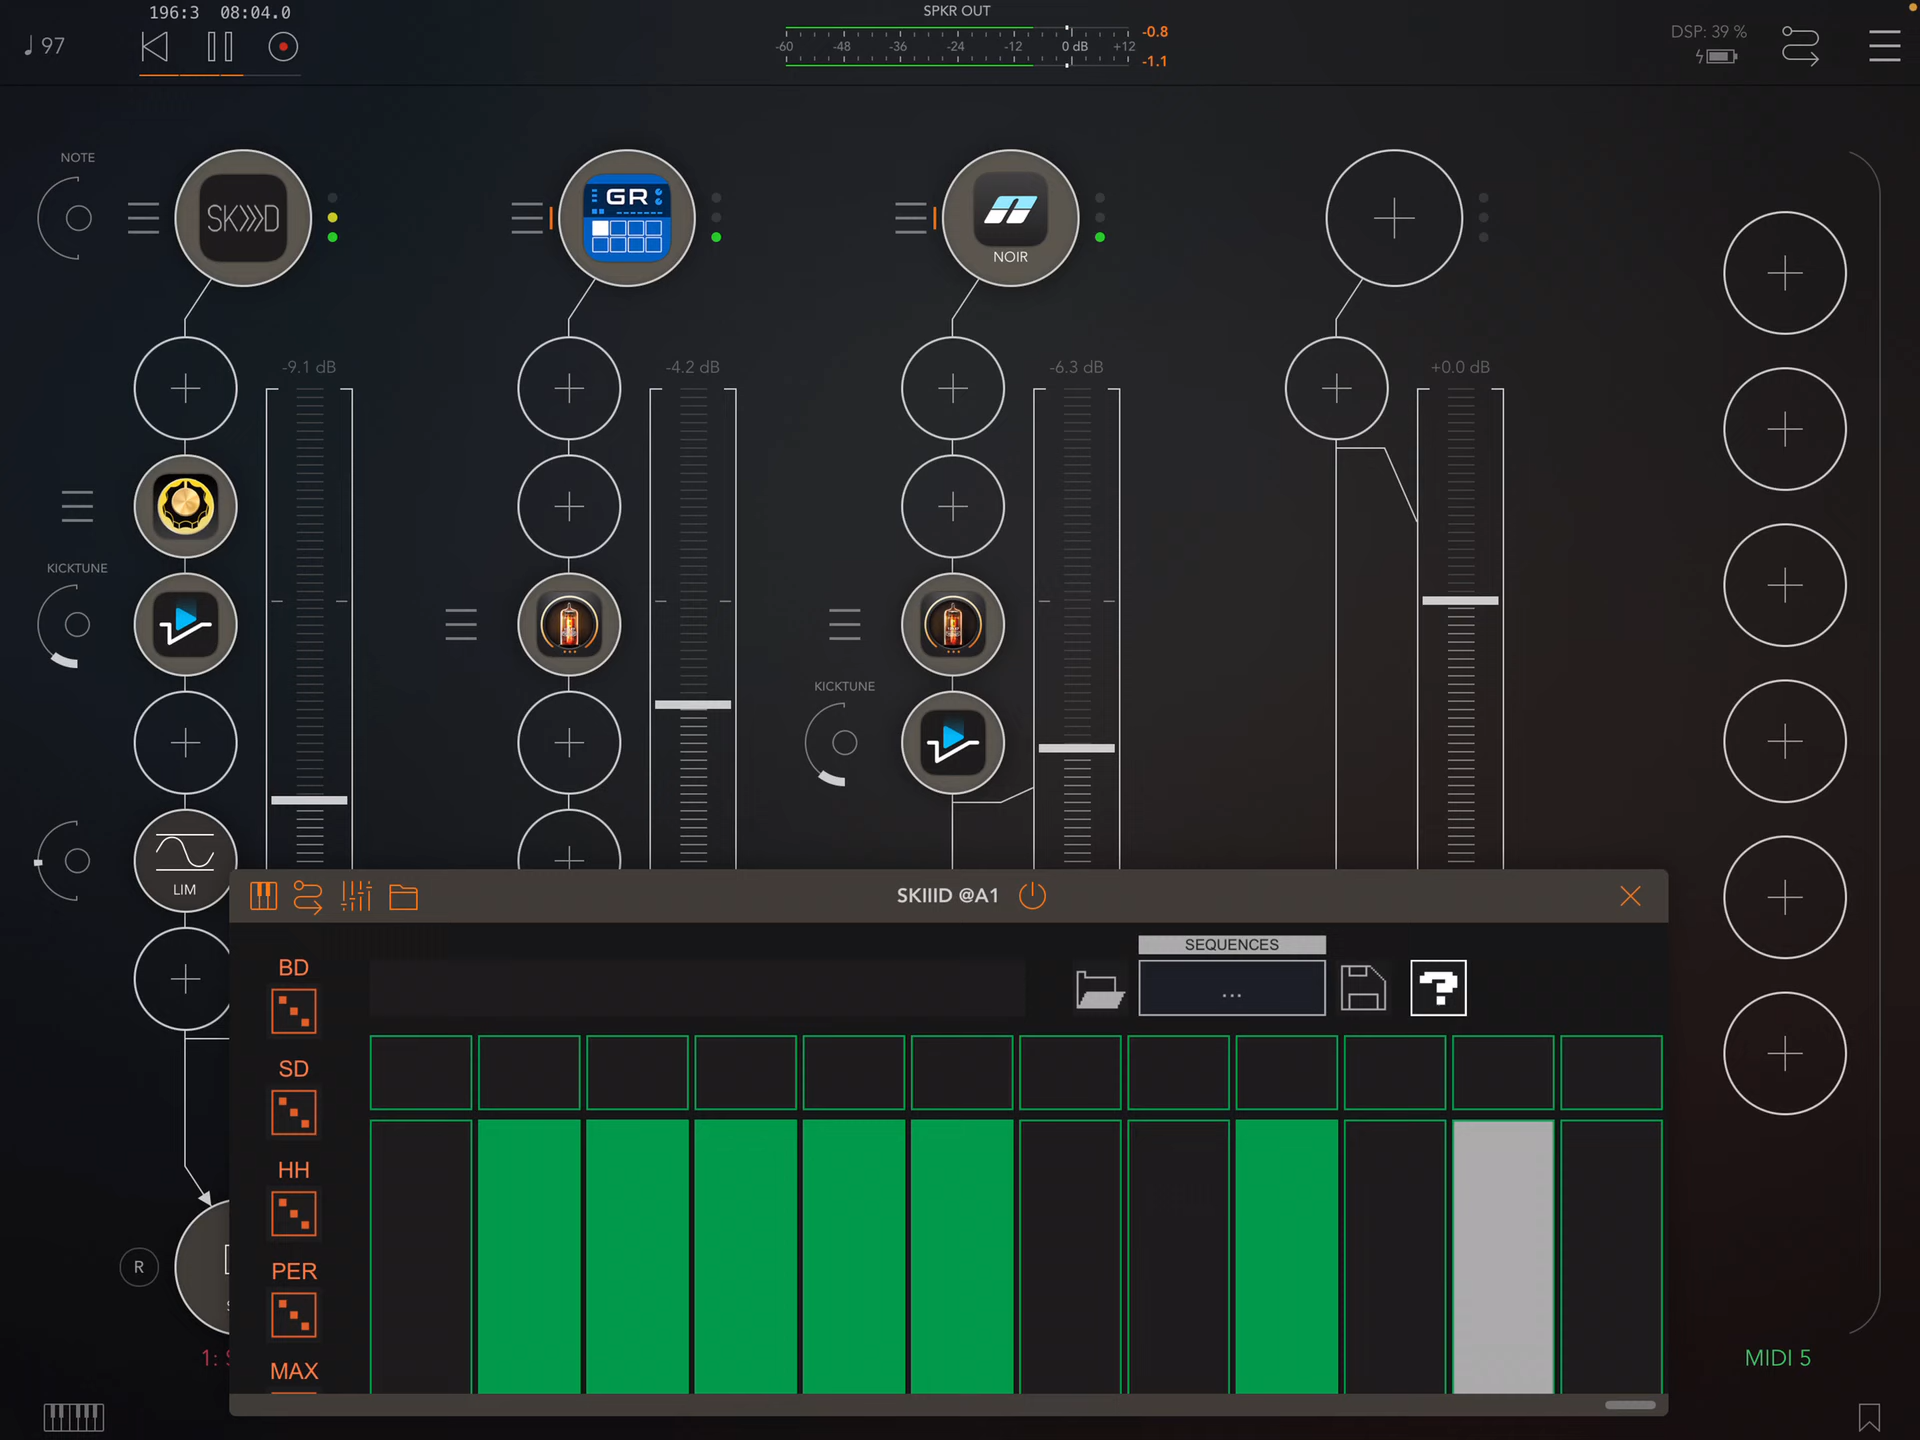 196:3 08:04.0
♩97
SPKR OUT
-60 -48 -36 -24 -12 0 dB +12
-0.8
-1.1
DSP: 39 %
NOTE
SKIIID
GR
NOIR
-9.1 dB
-4.2 dB
-6.3 dB
+0.0 dB
KICKTUNE
KICKTUNE
LIM
SKIIID @A1
SEQUENCES
...
?
BD
SD
HH
PER
MAX
R
1:
MIDI 5